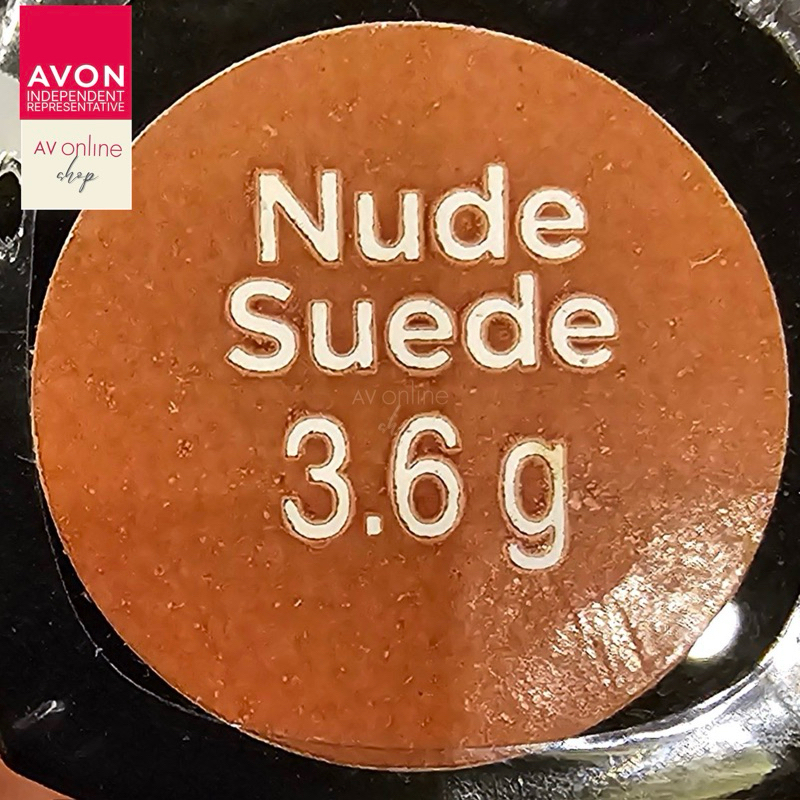 AVON
INDEPENDENT
REPRESENTATIVE
AV online
shop
Nude
Suede
AV online
3.6 g